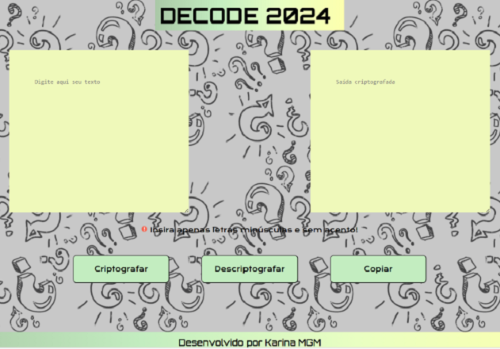 DECODE 2024
Digite aqui seu texto
Saída criptografada
Insira apenas letras minúsculas e sem acento!
Criptografar
Descriptografar
Copiar
Desenvolvido por Karina MGM